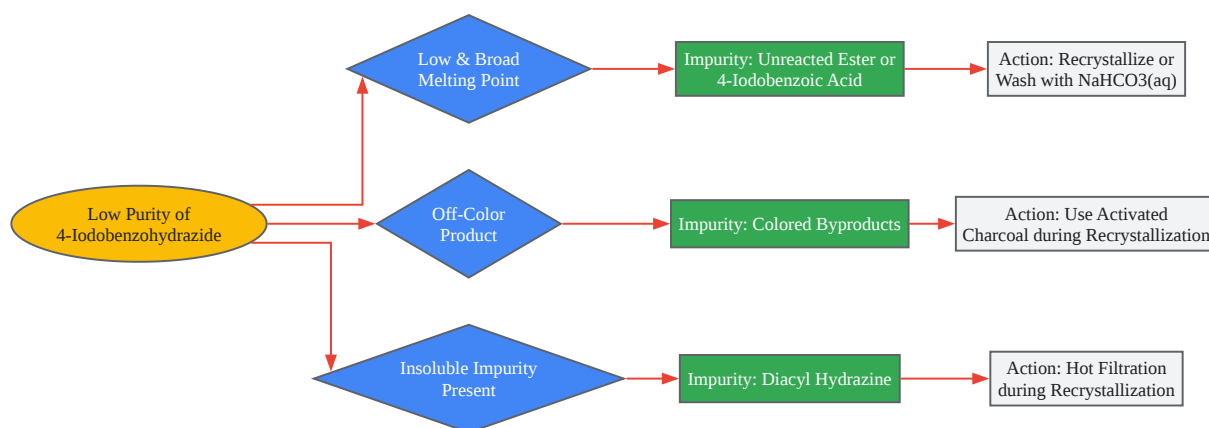 Low & Broad
Melting Point
Impurity: Unreacted Ester or
4-Iodobenzoic Acid
Action: Recrystallize or
Wash with NaHCO3(aq)
Low Purity of
4-Iodobenzohydrazide
Off-Color
Product
Impurity: Colored Byproducts
Action: Use Activated
Charcoal during Recrystallization
Insoluble Impurity
Present
Impurity: Diacyl Hydrazine
Action: Hot Filtration
during Recrystallization